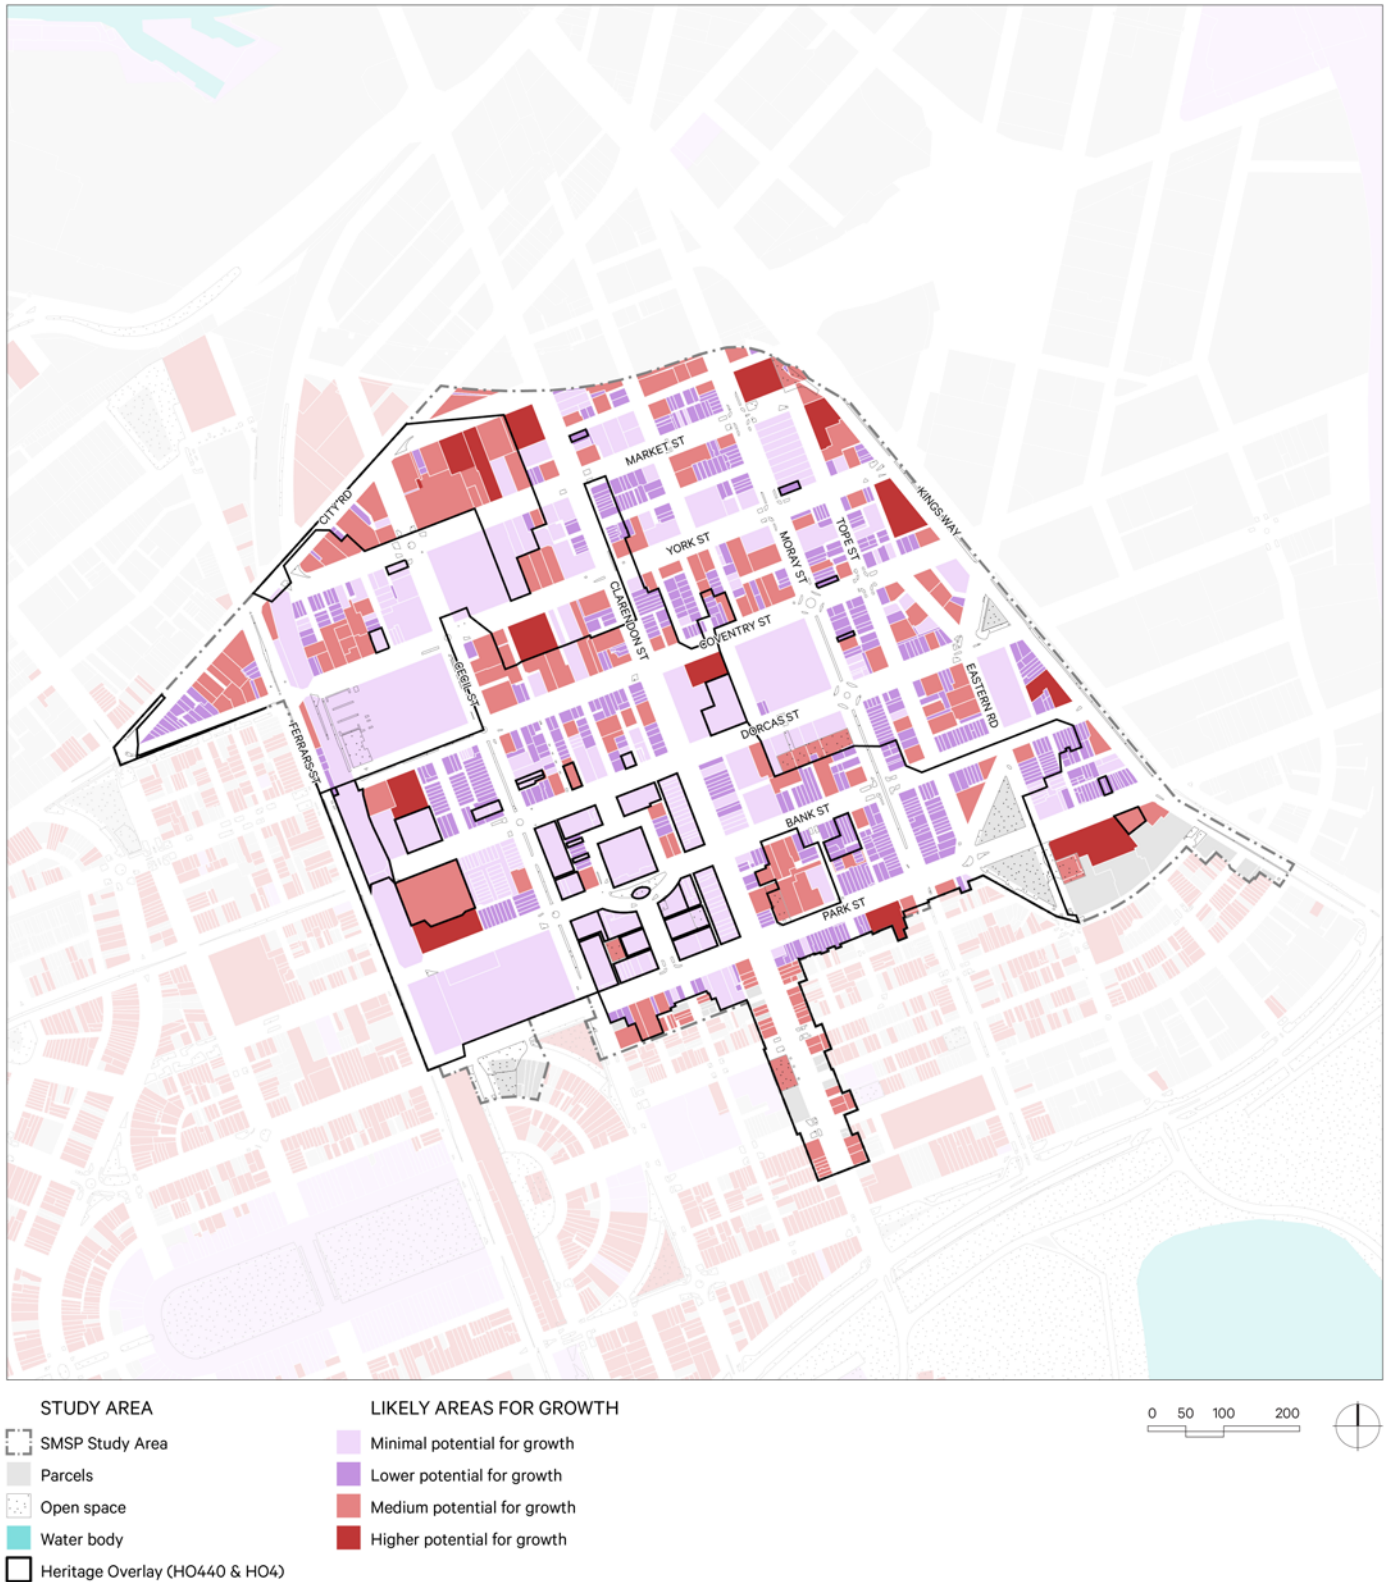 MARKET ST
CITY RD
KINGS WAY
TOPE ST
YORK ST
MORAY ST
CLARENDON ST
COVENTRY ST
CECIL ST
EASTERN RD
DORCAS ST
FERRARS ST
BANK ST
PARK ST
STUDY AREA
SMSP Study Area
Parcels
Open space
Water body
Heritage Overlay (HO440 & HO4)
LIKELY AREAS FOR GROWTH
Minimal potential for growth
Lower potential for growth
Medium potential for growth
Higher potential for growth
0 50 100 200